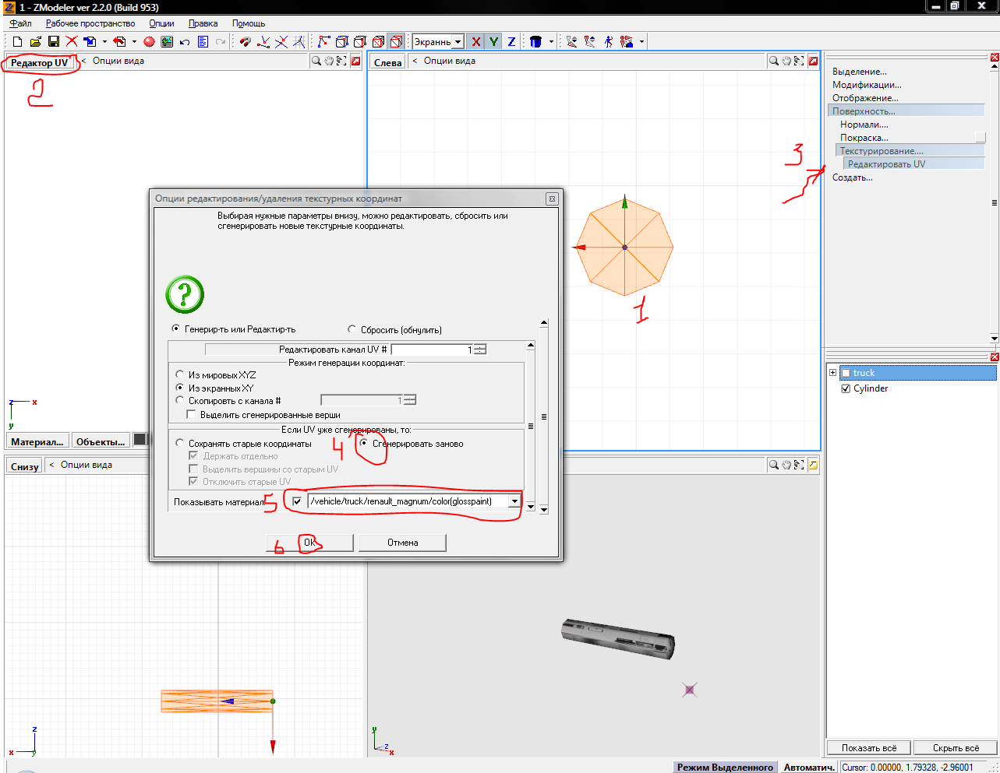 1 - ZModeler ver 2.2.0 (Build 953)
Файл Рабочее пространство Опции Правка Помощь
Экраннь X Y Z
Редактор UV < Опции вида
Слева < Опции вида
2
Выделение...
Модификации...
Отображение...
Поверхность...
Нормали....
Покраска...
Текстурирование....
Редактировать UV
Создать...
3
1
Опции редактирования/удаления текстурных координат
Выбирая нужные параметры внизу, можно редактировать, сбросить или
сгенерировать новые текстурные координаты.
Генерир-ть или Редактир-ть
Сбросить (обнулить)
Редактировать канал UV # 1
Режим генерации координат:
Из мировых XYZ
Из экранных XY
Скопировть с канала # 1
Выделить сгенерированные верши
Если UV уже сгенерированы, то:
Сохранять старые координаты
4 Сгенерировать заново
Держать отдельно
Выделить вершины со старым UV
Отключить старые UV
Показывать материал:
5 /vehicle/truck/renault_magnum/color(glosspaint)
6 Ok
Отмена
truck
Cylinder
z x
y
Материал... Объекты...
Снизу < Опции вида
z
x y
y
z
x
Показать всё Скрыть всё
Режим Выделенного Автоматич. Cursor: 0.00000, 1.79328, -2.96001